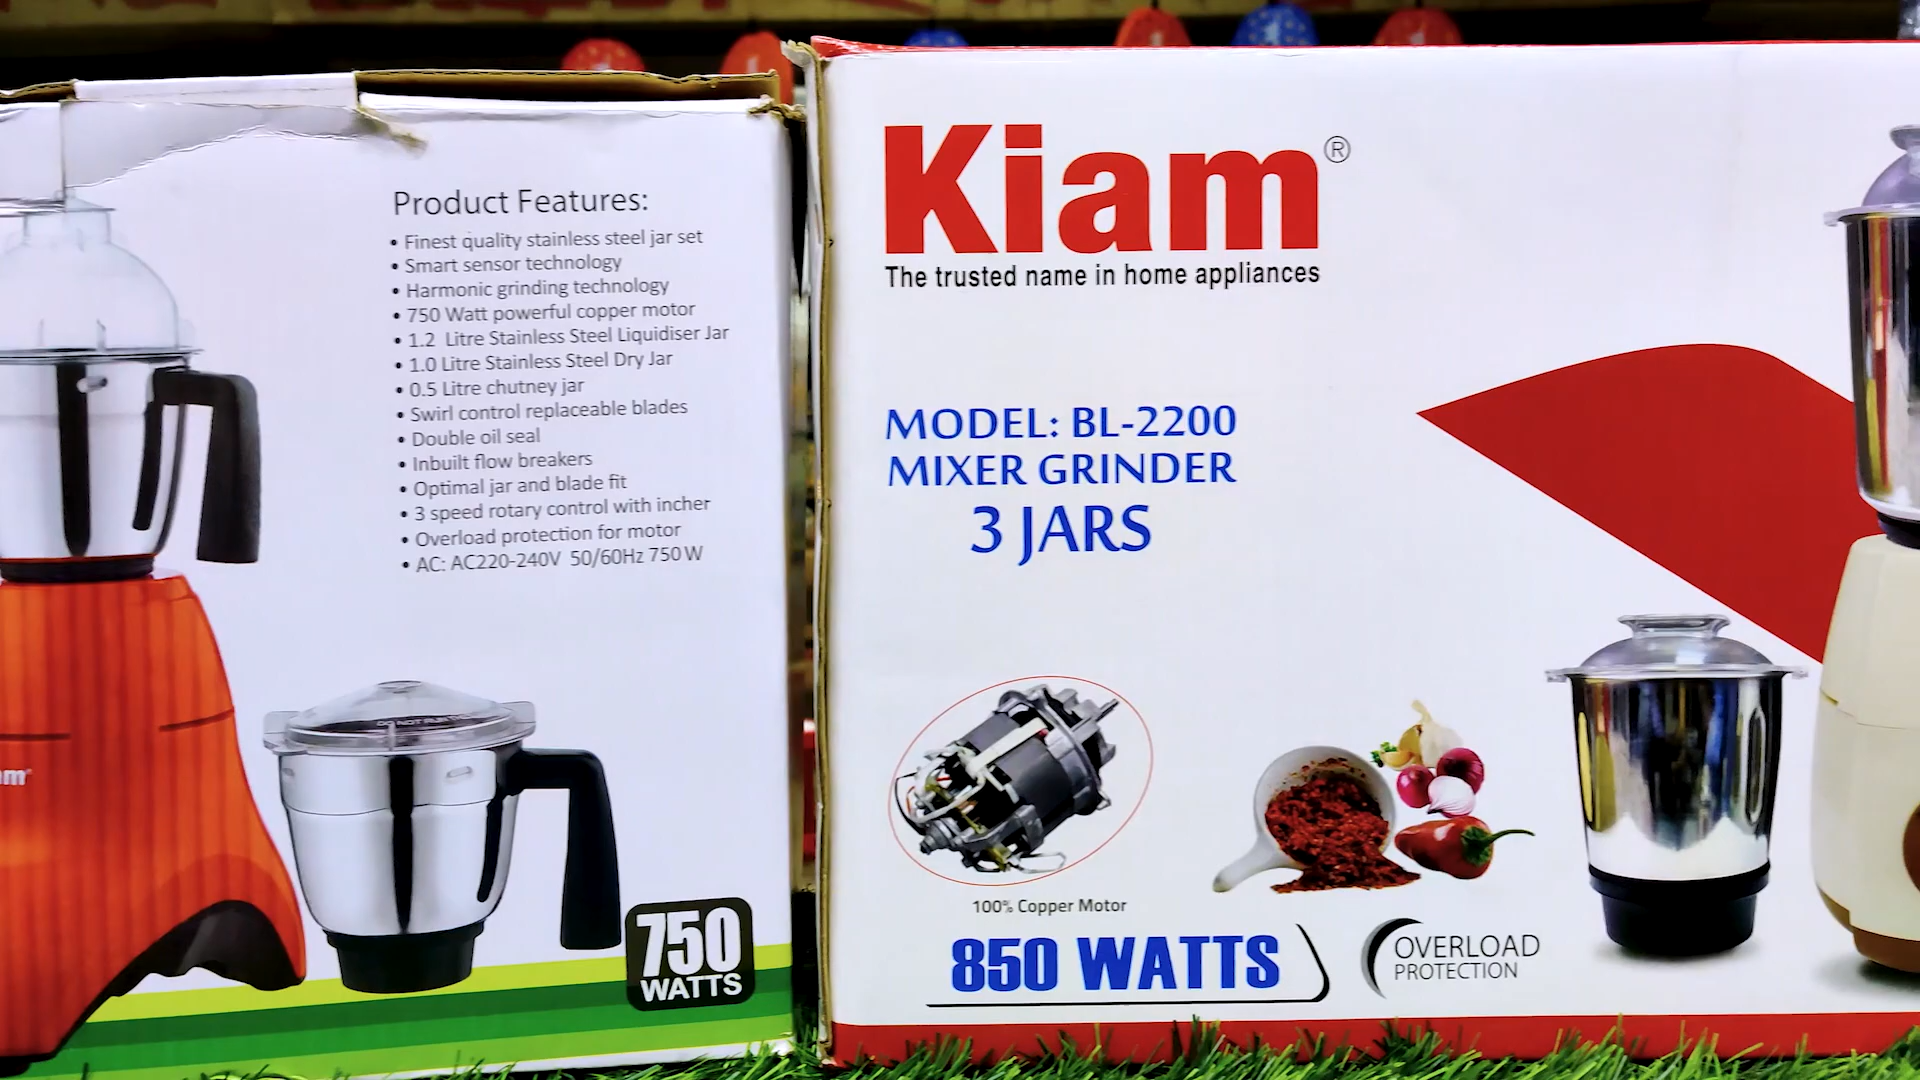 Product Features:
• Finest quality stainless steel jar set
• Smart sensor technology
• Harmonic grinding technology
• 750 Watt powerful copper motor
• 1.2 Litre Stainless Steel Liquidiser Jar
• 1.0 Litre Stainless Steel Dry Jar
• 0.5 Litre chutney jar
• Swirl control replaceable blades
• Double oil seal
• Inbuilt flow breakers
• Optimal jar and blade fit
• 3 speed rotary control with incher
• Overload protection for motor
• AC: AC220-240V 50/60Hz 750 W
750
WATTS
Kiam®
The trusted name in home appliances
MODEL: BL-2200
MIXER GRINDER
3 JARS
100% Copper Motor
850 WATTS
OVERLOAD
PROTECTION